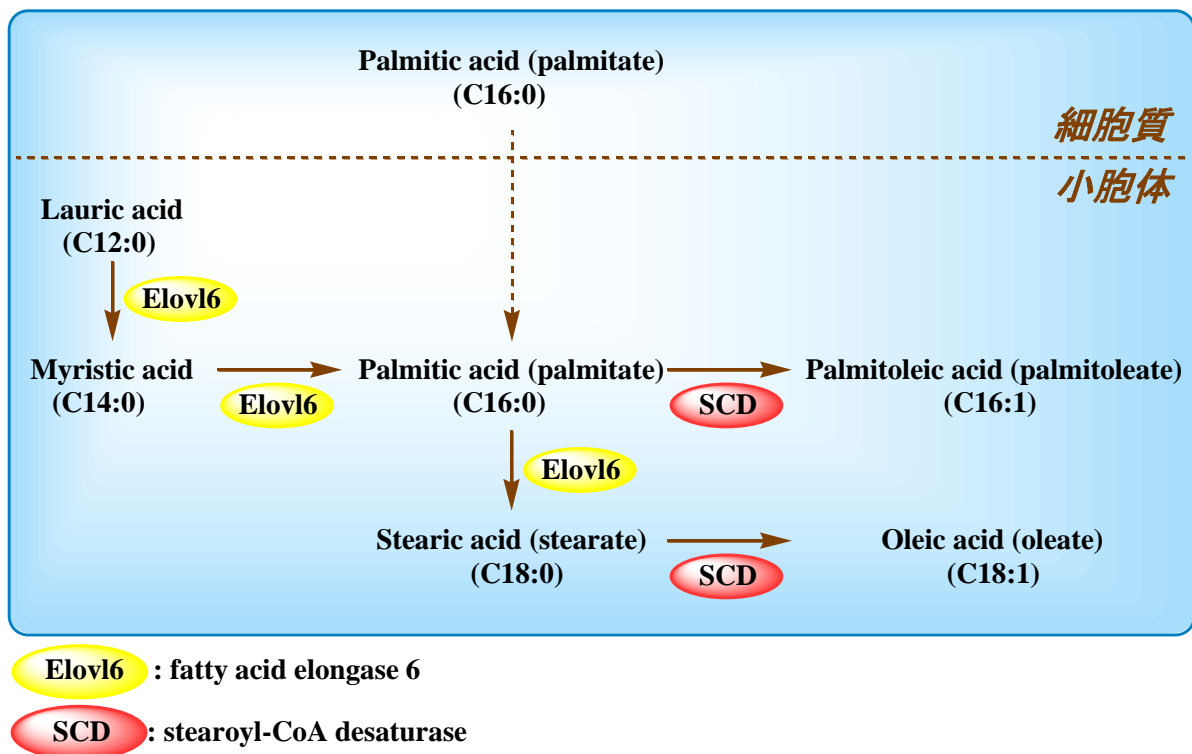 Palmitic acid (palmitate)
(C16:0)
細胞質
小胞体
Lauric acid
(C12:0)
Elovl6
Myristic acid
(C14:0)
Elovl6
Palmitic acid (palmitate)
(C16:0)
SCD
Palmitoleic acid (palmitoleate)
(C16:1)
Elovl6
Stearic acid (stearate)
(C18:0)
SCD
Oleic acid (oleate)
(C18:1)
Elovl6 : fatty acid elongase 6
SCD : stearoyl-CoA desaturase